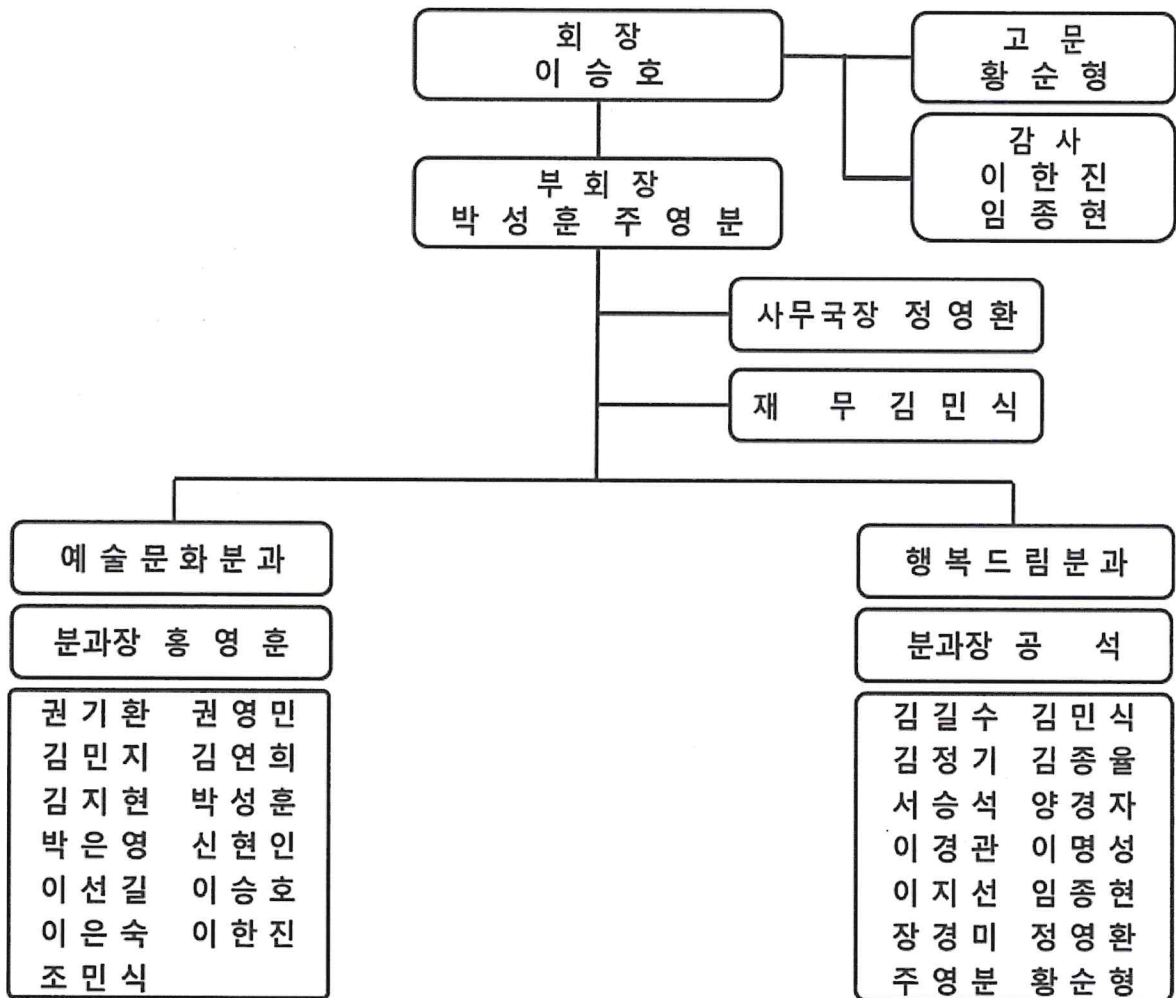 회 장
이 승 호
고 문
황 순 형
감 사
이 한 진
임 종 현
부 회 장
박 성 훈 주 영 분
사무국장 정 영 환
재 무 김 민 식
예 술 문 화 분 과
분과장 홍 영 훈
권 기 환 권 영 민
김 민 지 김 연 희
김 지 현 박 성 훈
박 은 영 신 현 인
이 선 길 이 승 호
이 은 숙 이 한 진
조 민 식
행 복 드 림 분 과
분과장 공 석
김 길 수 김 민 식
김 정 기 김 종 율
서 승 석 양 경 자
이 경 관 이 명 성
이 지 선 임 종 현
장 경 미 정 영 환
주 영 분 황 순 형